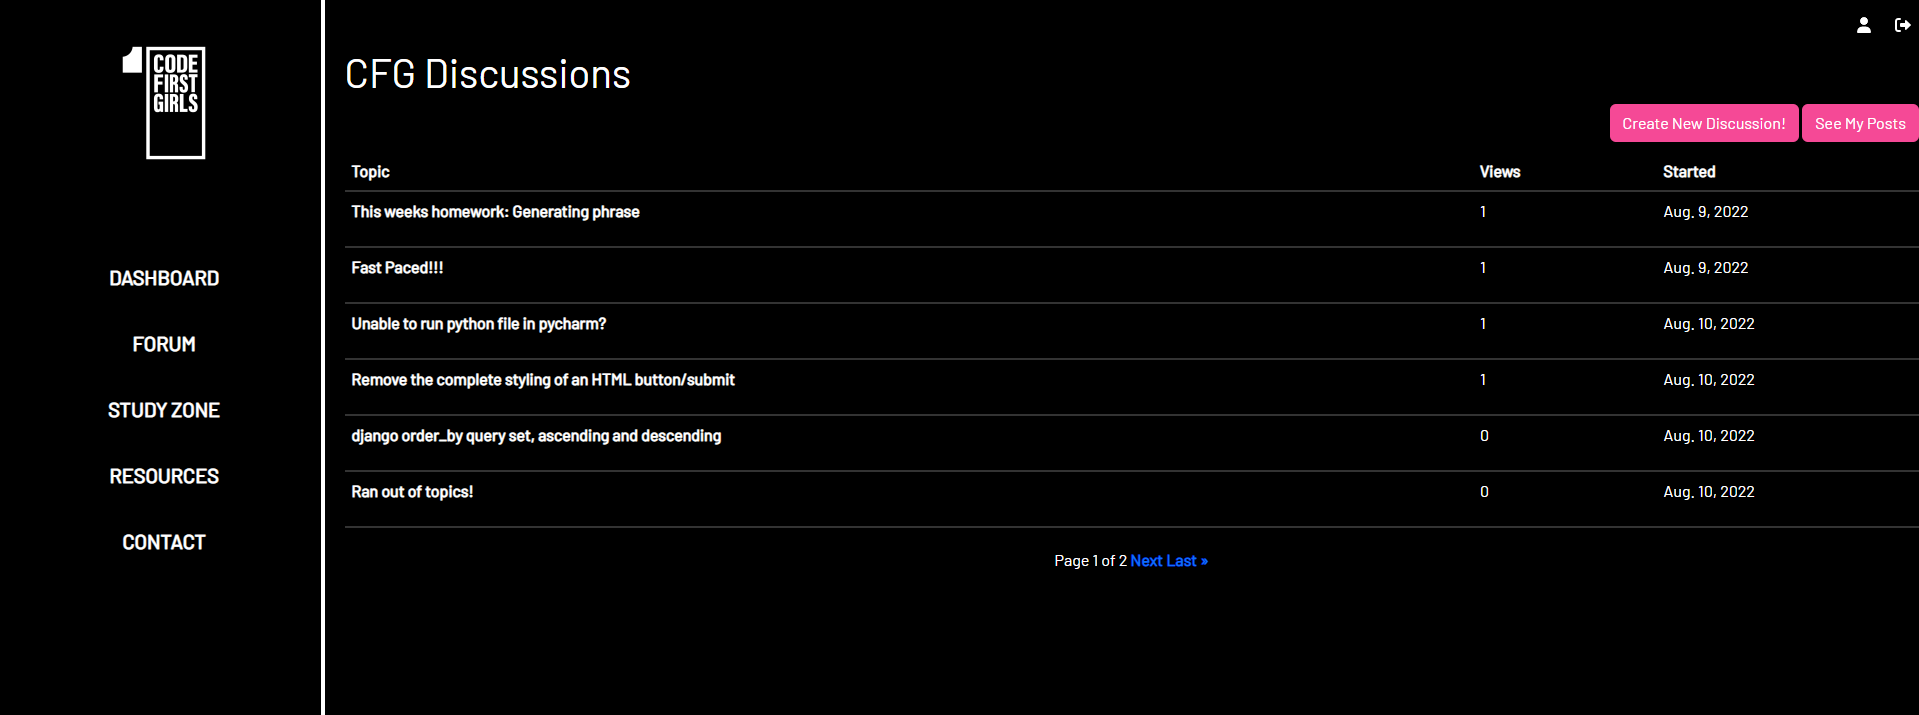 CODE
FIRST
GIRLS
DASHBOARD
FORUM
STUDY ZONE
RESOURCES
CONTACT
CFG Discussions
Create New Discussion! See My Posts
Topic Views Started
This weeks homework: Generating phrase 1 Aug. 9, 2022
Fast Paced!!! 1 Aug. 9, 2022
Unable to run python file in pycharm? 1 Aug. 10, 2022
Remove the complete styling of an HTML button/submit 1 Aug. 10, 2022
django order_by query set, ascending and descending 0 Aug. 10, 2022
Ran out of topics! 0 Aug. 10, 2022
Page 1 of 2 Next Last »